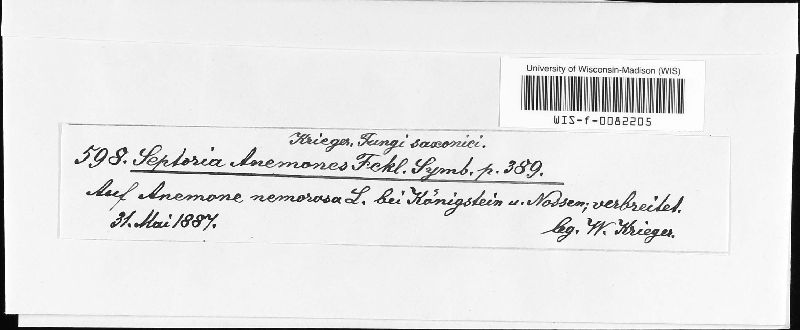 University of Wisconsin-Madison (WIS)
WIS-f-0082205
Krieger, Fungi saxonici.
598. Septoria Anemones Fckl. Symb. p. 389.
Auf Anemone nemorosa L. bei Königstein u. Nossen, verbreitet.
31. Mai 1887.
leg. W. Krieger.